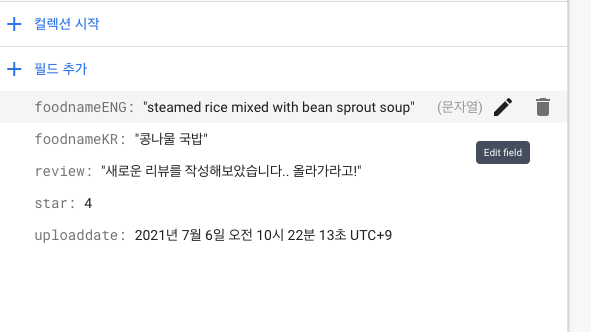 컬렉션 시작
필드 추가
foodnameENG: "steamed rice mixed with bean sprout soup" (문자열)
foodnameKR: "콩나물 국밥"
Edit field
review: "새로운 리뷰를 작성해보았습니다.. 올라가라고!"
star: 4
uploaddate: 2021년 7월 6일 오전 10시 22분 13초 UTC+9